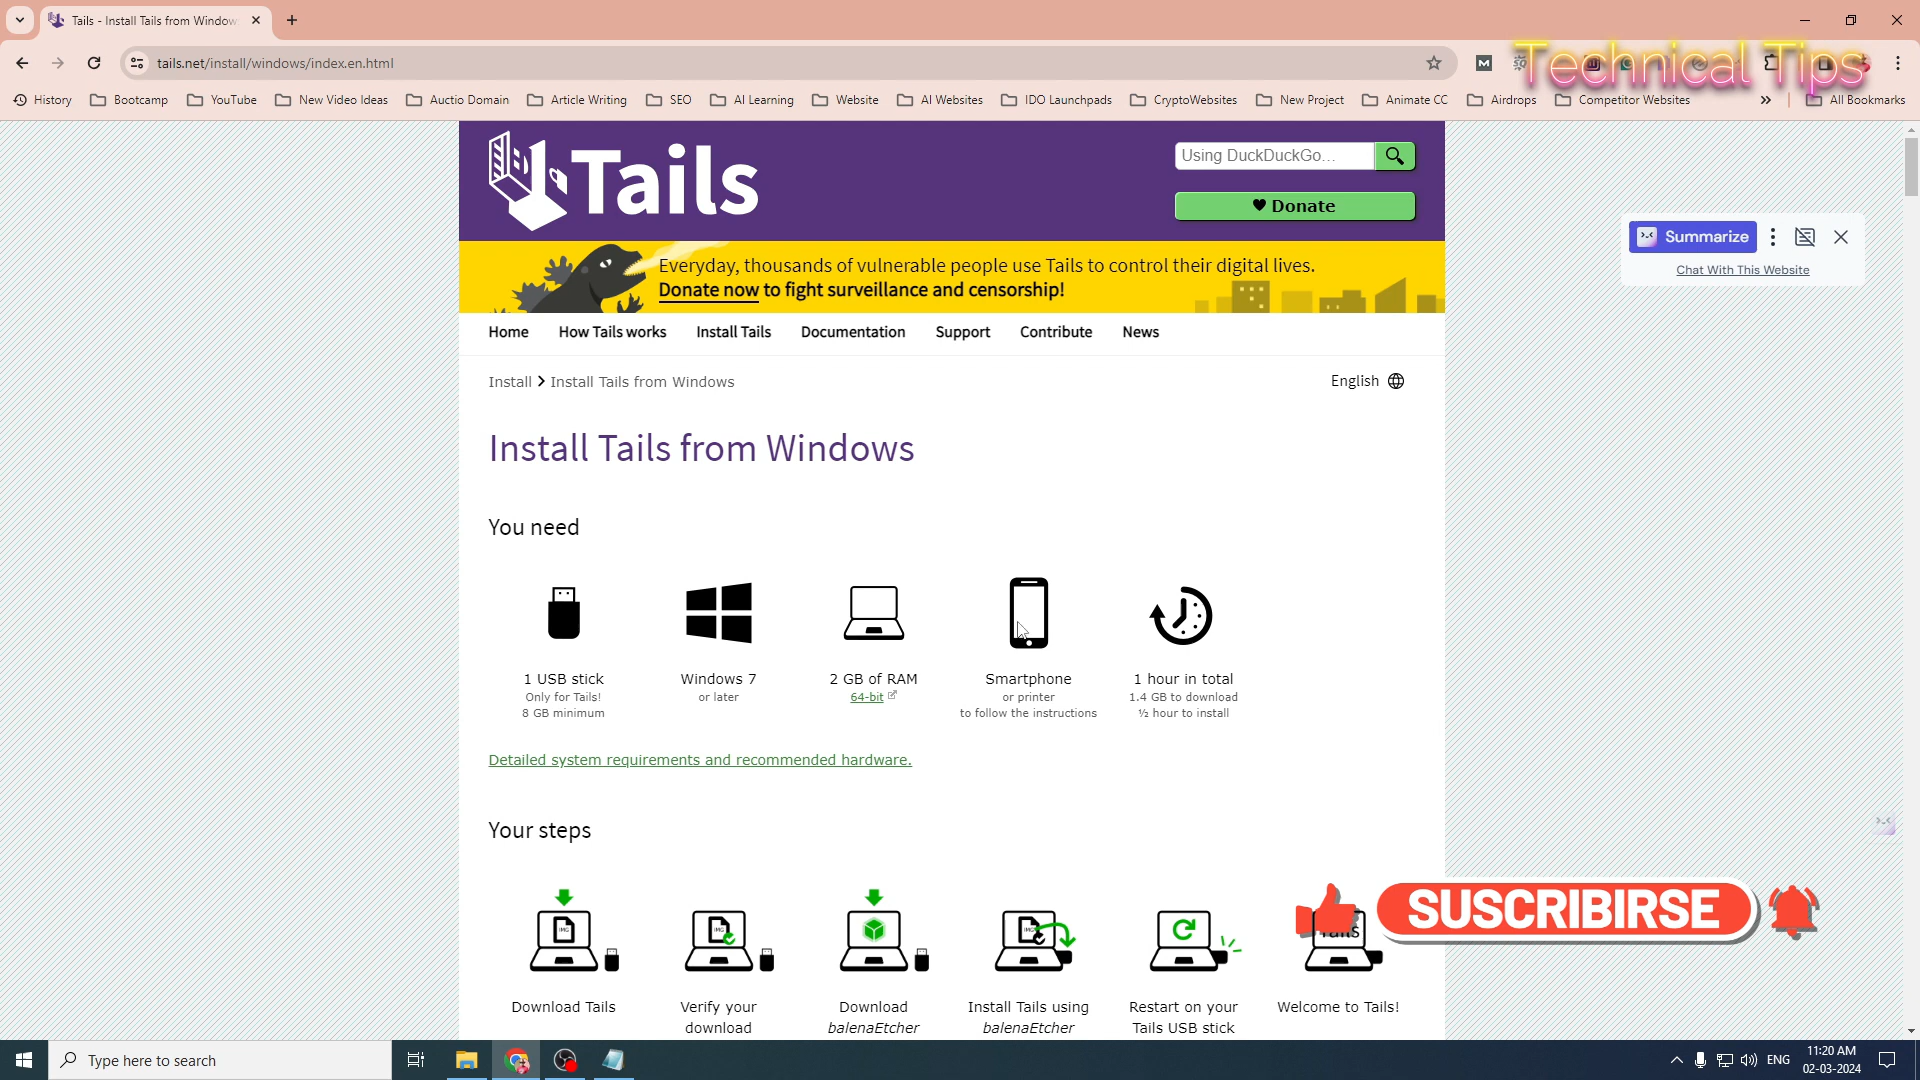 Tails - Install Tails from Window
tails.net/install/windows/index.en.html
Technical Tips
History
Bootcamp
YouTube
New Video Ideas
Auctio Domain
Article Writing
SEO
AI Learning
Website
AI Websites
IDO Launchpads
CryptoWebsites
New Project
Animate CC
Airdrops
Competitor Websites
All Bookmarks
Tails
Using DuckDuckGo...
Donate
Everyday, thousands of vulnerable people use Tails to control their digital lives.
Donate now to fight surveillance and censorship!
Summarize
Chat With This Website
Home
How Tails works
Install Tails
Documentation
Support
Contribute
News
Install
Install Tails from Windows
English
Install Tails from Windows
You need
1 USB stick
Only for Tails!
8 GB minimum
Windows 7
or later
2 GB of RAM
64-bit
Smartphone
or printer
to follow the instructions
1 hour in total
1.4 GB to download
½ hour to install
Detailed system requirements and recommended hardware.
Your steps
IMG
IMG
SUSCRIBIRSE
Download Tails
Verify your
download
Download
balenaEtcher
Install Tails using
balenaEtcher
Restart on your
Tails USB stick
Welcome to Tails!
Type here to search
ENG
11:20 AM
02-03-2024